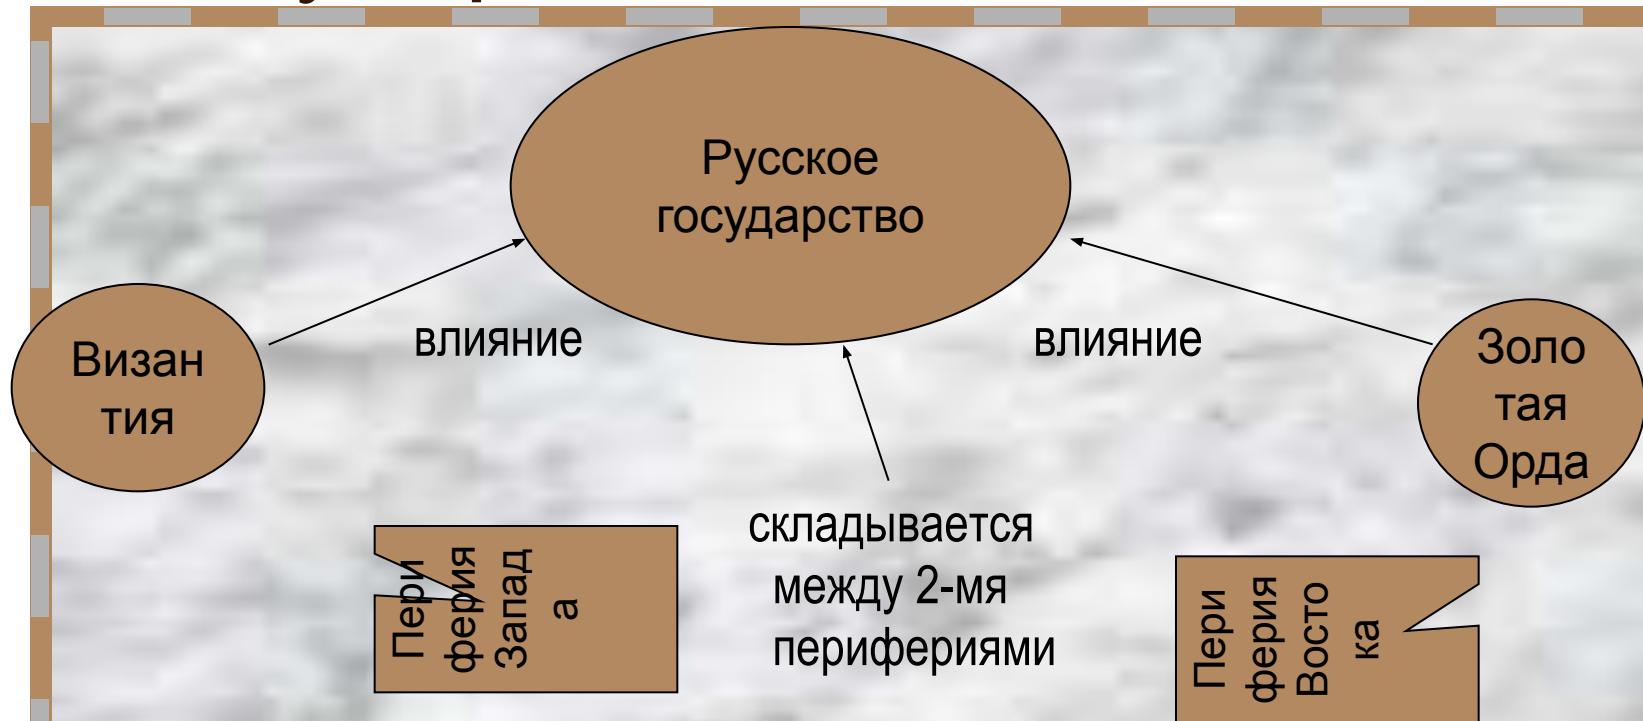 Русское
государство
Визан
тия
влияние
влияние
Золо
тая
Орда
складывается
между 2-мя
перифериями
Пери
ферия
Запад
а
Пери
ферия
Восто
ка